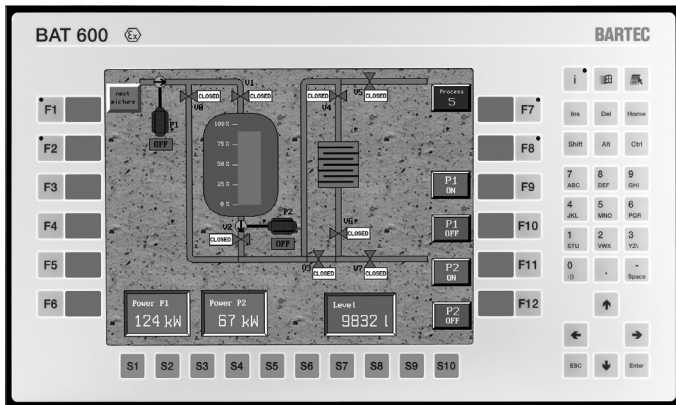 BAT 600 Ex BARTEC
next
picture
V1
CLOSED CLOSED
V0
P1
OFF
100 %
75 %
50 %
25 %
0 %
V5
CLOSED CLOSED
V4
Process
5
P2
OFF
V2
CLOSED
V6
CLOSED
V3
CLOSED
V7
CLOSED
P1
ON
P1
OFF
P2
ON
P2
OFF
Power P1
124 kW
Power P2
67 kW
Level
9832 l
F1
F2
F3
F4
F5
F6
F7
F8
F9
F10
F11
F12
S1 S2 S3 S4 S5 S6 S7 S8 S9 S10
i
Ins Del Home
Shift Alt Ctrl
7 8 9
ABC DEF GHI
4 5 6
JKL MNO PQR
1 2 3
STU VWX YZ\
0 . -
Space
ESC Enter